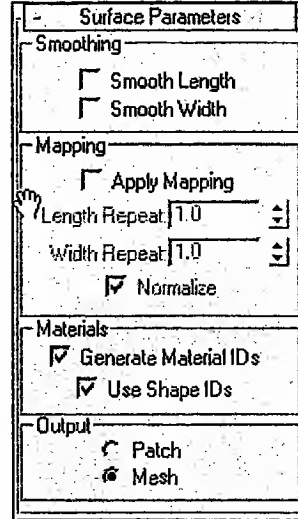 - Surface Parameters
Smoothing
Smooth Length
Smooth Width
Mapping
Apply Mapping
Length Repeat: 1.0
Width Repeat: 1.0
Normalize
Materials
Generate Material IDs
Use Shape IDs
Output
Patch
Mesh